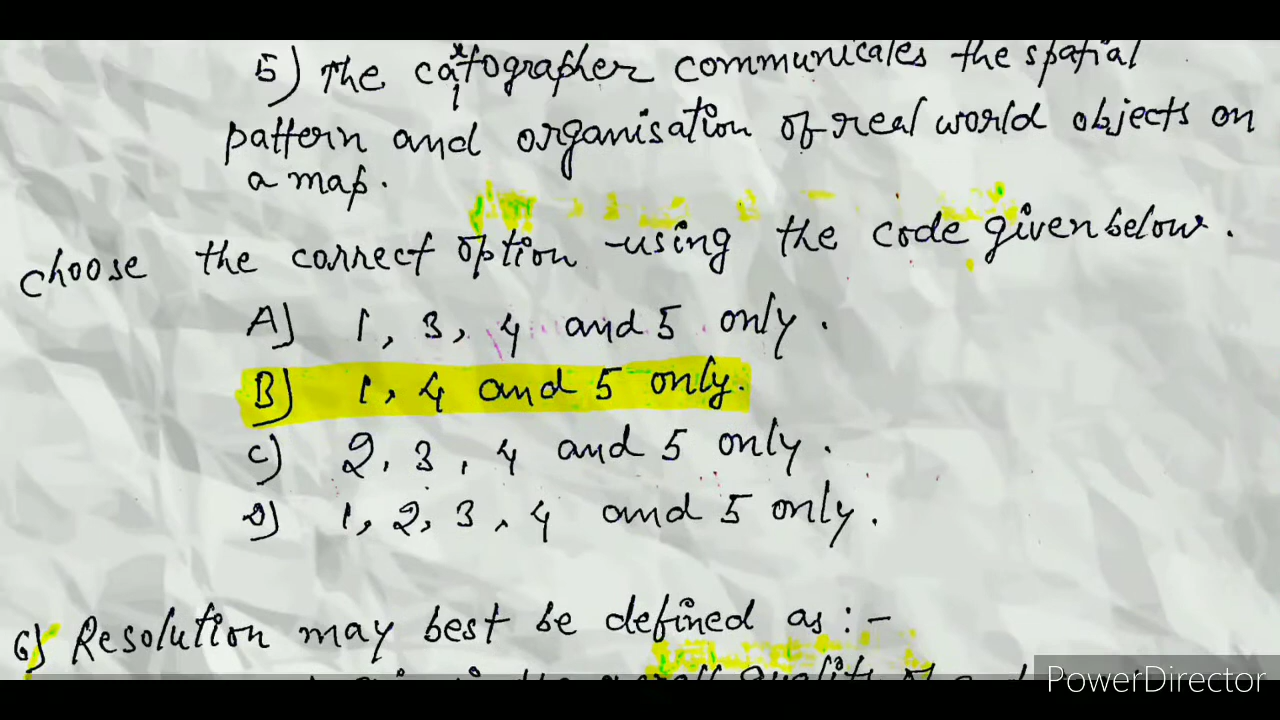 5) The cartographer communicates the spatial
pattern and organisation of real world objects on
a map.
choose the correct option using the code given below.
A) 1, 3, 4 and 5 only.
B) 1, 4 and 5 only.
C) 2, 3, 4 and 5 only.
D) 1, 2, 3, 4 and 5 only.
6) Resolution may best be defined as :-
PowerDirector